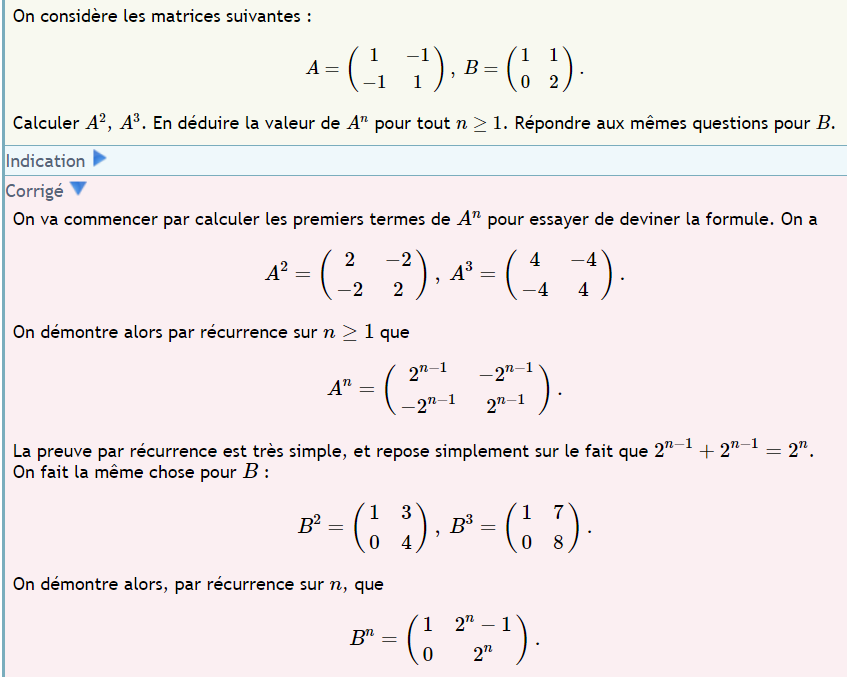 On considère les matrices suivantes :
A = \begin{pmatrix} 1 & -1 \\ -1 & 1 \end{pmatrix}, B = \begin{pmatrix} 1 & 1 \\ 0 & 2 \end{pmatrix}.
Calculer A², A³. En déduire la valeur de Aⁿ pour tout n ≥ 1. Répondre aux mêmes questions pour B.
Indication
Corrigé
On va commencer par calculer les premiers termes de Aⁿ pour essayer de deviner la formule. On a
A^2 = \begin{pmatrix} 2 & -2 \\ -2 & 2 \end{pmatrix}, A^3 = \begin{pmatrix} 4 & -4 \\ -4 & 4 \end{pmatrix}.
On démontre alors par récurrence sur n ≥ 1 que
A^n = \begin{pmatrix} 2^{n-1} & -2^{n-1} \\ -2^{n-1} & 2^{n-1} \end{pmatrix}.
La preuve par récurrence est très simple, et repose simplement sur le fait que 2^{n-1} + 2^{n-1} = 2^n.
On fait la même chose pour B :
B^2 = \begin{pmatrix} 1 & 3 \\ 0 & 4 \end{pmatrix}, B^3 = \begin{pmatrix} 1 & 7 \\ 0 & 8 \end{pmatrix}.
On démontre alors, par récurrence sur n, que
B^n = \begin{pmatrix} 1 & 2^n - 1 \\ 0 & 2^n \end{pmatrix}.